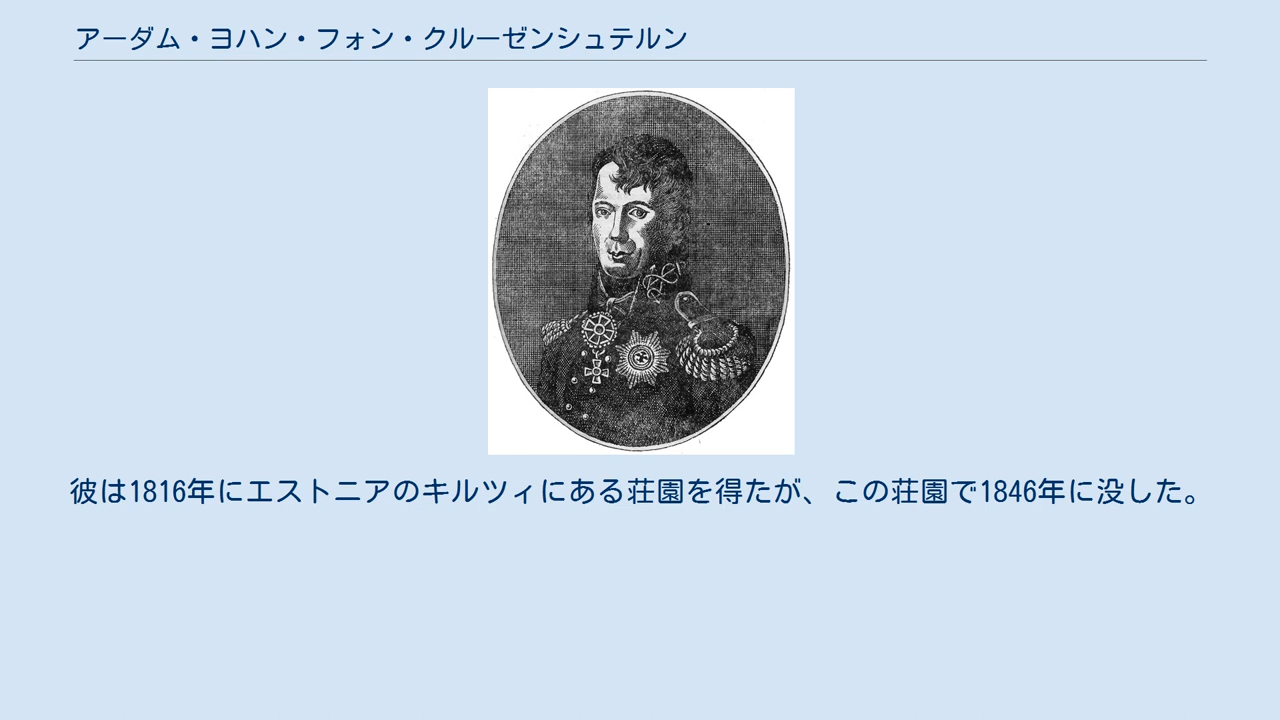 アーダム・ヨハン・フォン・クルーゼンシュテルン
彼は1816年にエストニアのキルツィにある荘園を得たが、この荘園で1846年に没した。